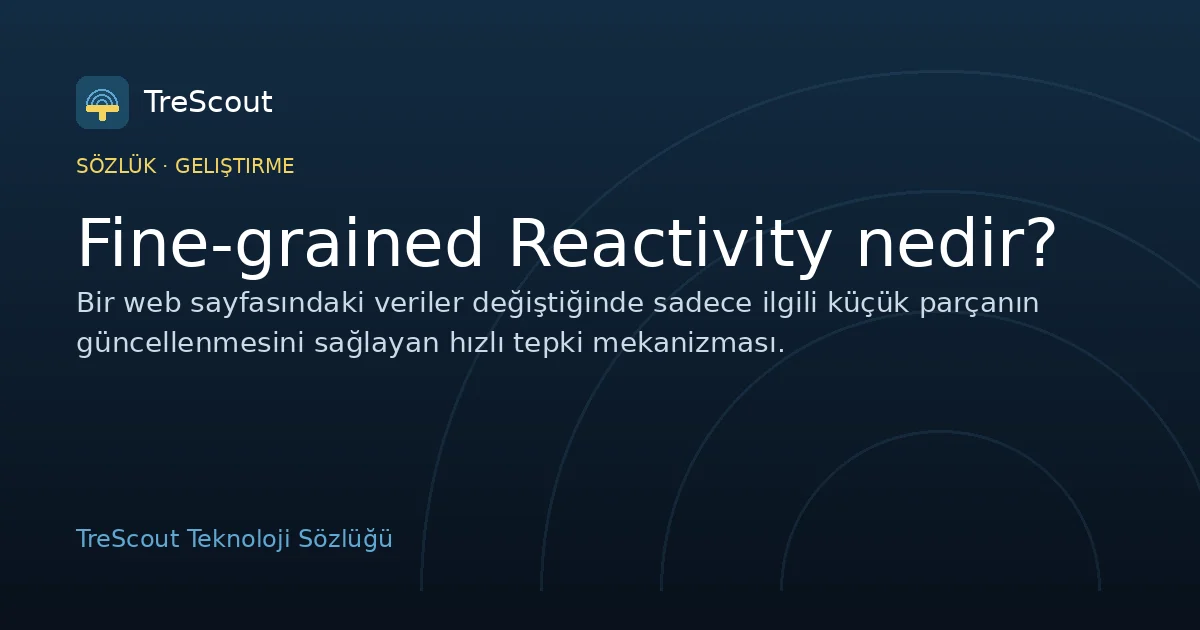 TreScout
SÖZLÜK · GELIŞTIRME
Fine-grained Reactivity nedir?
Bir web sayfasındaki veriler değiştiğinde sadece ilgili küçük parçanın
güncellenmesini sağlayan hızlı tepki mekanizması.
TreScout Teknoloji Sözlüğü